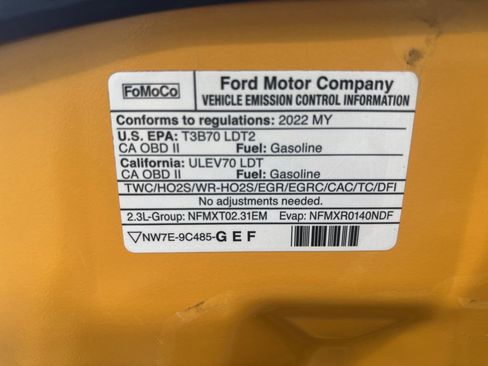 FoMoCo
Ford Motor Company
VEHICLE EMISSION CONTROL INFORMATION
Conforms to regulations: 2022 MY
U.S. EPA: T3B70 LDT2
CA OBD II Fuel: Gasoline
California: ULEV70 LDT
CA OBD II Fuel: Gasoline
TWC/HO2S/WR-HO2S/EGR/EGRC/CAC/TC/DFI
No adjustments needed.
2.3L-Group: NFMXT02.31EM Evap: NFMXR0140NDF
NW7E-9C485-G E F